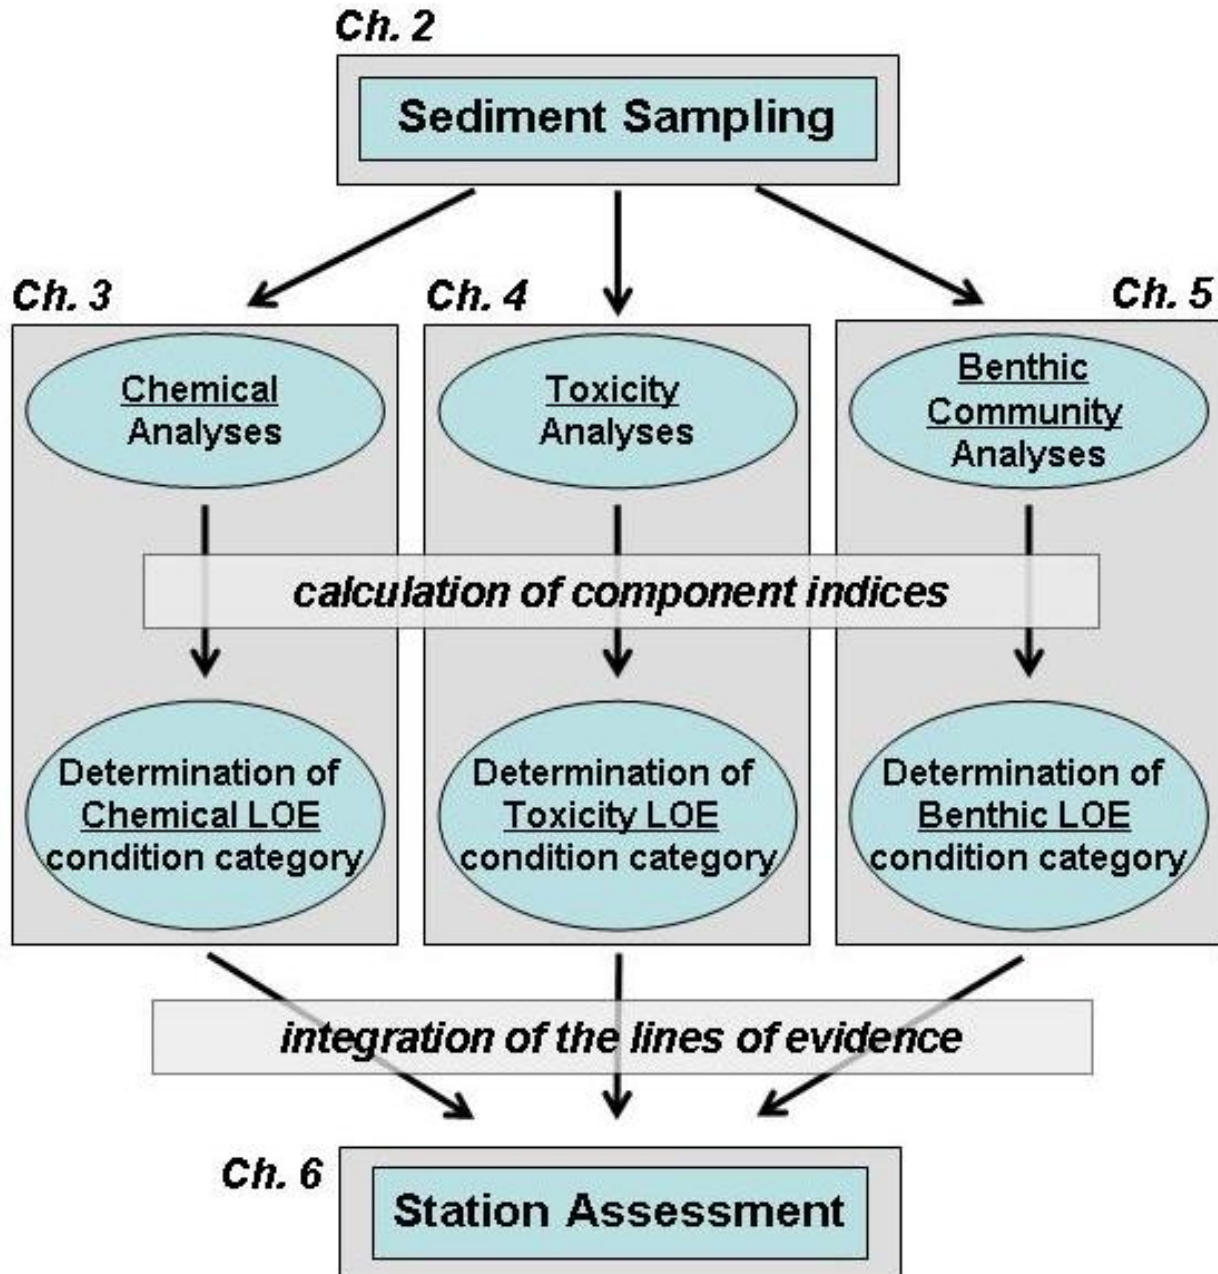 Ch. 2
Sediment Sampling
Ch. 3
Ch. 4
Ch. 5
Chemical
Analyses
Toxicity
Analyses
Benthic
Community
Analyses
calculation of component indices
Determination of
Chemical LOE
condition category
Determination of
Toxicity LOE
condition category
Determination of
Benthic LOE
condition category
integration of the lines of evidence
Ch. 6
Station Assessment